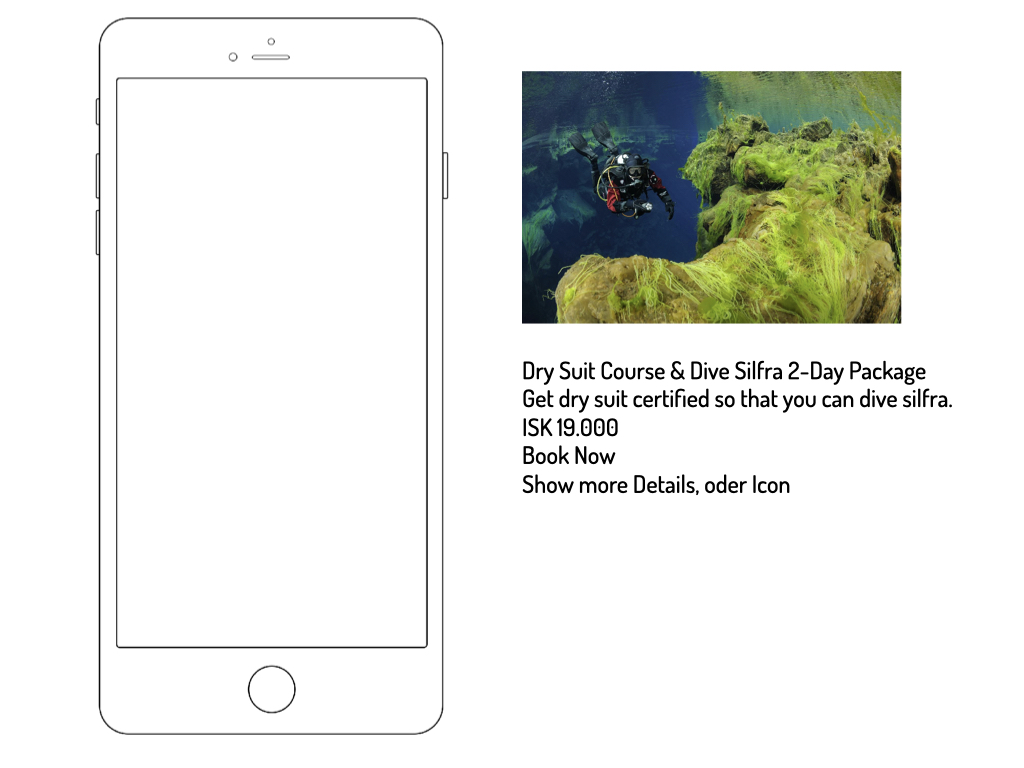 Dry Suit Course & Dive Silfra 2-Day Package
Get dry suit certified so that you can dive silfra.
ISK 19.000
Book Now
Show more Details, oder Icon